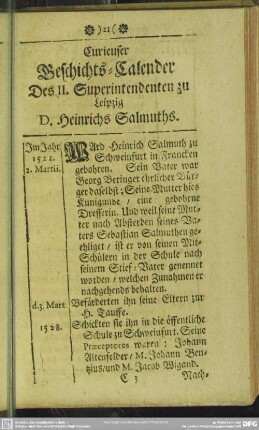 ❁ )21( ❁
Curieuser
Geschichts-Calender
Des II. Superintendenten zu
Leipzig
D. Heinrichs Salmuths.
Im Jahr
1522.
2. Martii.
WArd Heinrich Salmuth zu
Schweinfurt in Francken
gebohren. Sein Vater war
Georg Beringer ehrlicher Bür-
ger daselbst; Seine Mutter hies
Kunigunde / eine gebohrne
Dresserin. Und weil seine Mut-
ter nach Absterben seines Va-
ters Sebastian Salmuthen ge-
ehliget / ist er von seinen Mit-
Schülern in der Schule nach
seinem Stief-Vater genennet
worden / welchen Zunahmen er
nachgehends behalten.
d.3. Mart.
Beförderten ihn seine Eltern zur
H. Tauffe.
1528.
Schickten sie ihn in die öffentliche
Schule zu Schweinfurt. Seine
Præceptores waren: Johann
Altenfelder / M. Johann Ben-
tzius / und M. Jacob Wigand.
C 3
Nach-